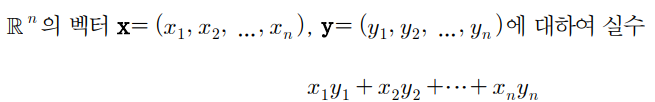 ℝⁿ의 벡터 𝐱= (x₁, x₂, ..., xₙ), 𝐲= (y₁, y₂, ..., yₙ)에 대하여 실수
x₁y₁ + x₂y₂ + ⋯ + xₙyₙ